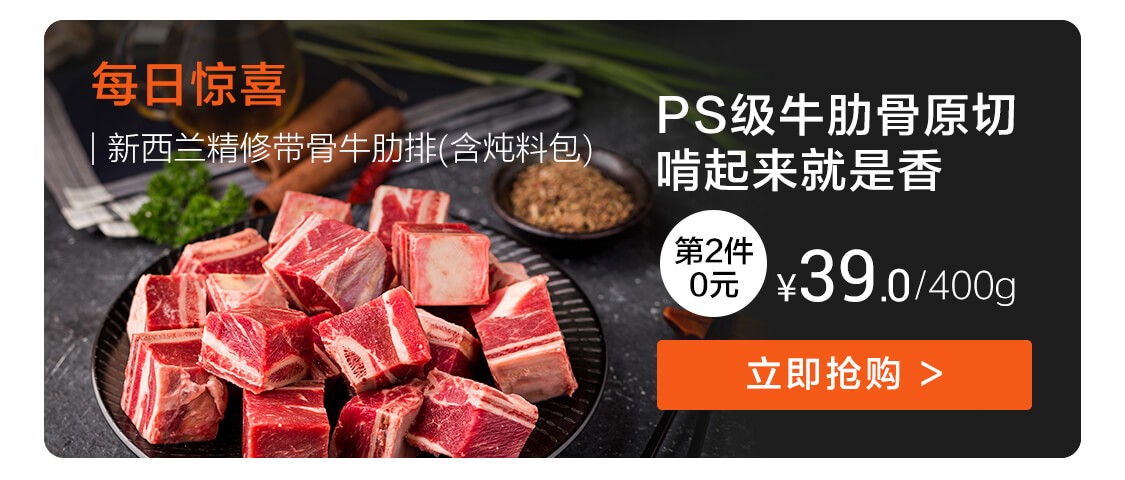 每日惊喜
新西兰精修带骨牛肋排(含炖料包)
PS级牛肋骨原切
啃起来就是香
第2件
0元
¥39.0/400g
立即抢购 >